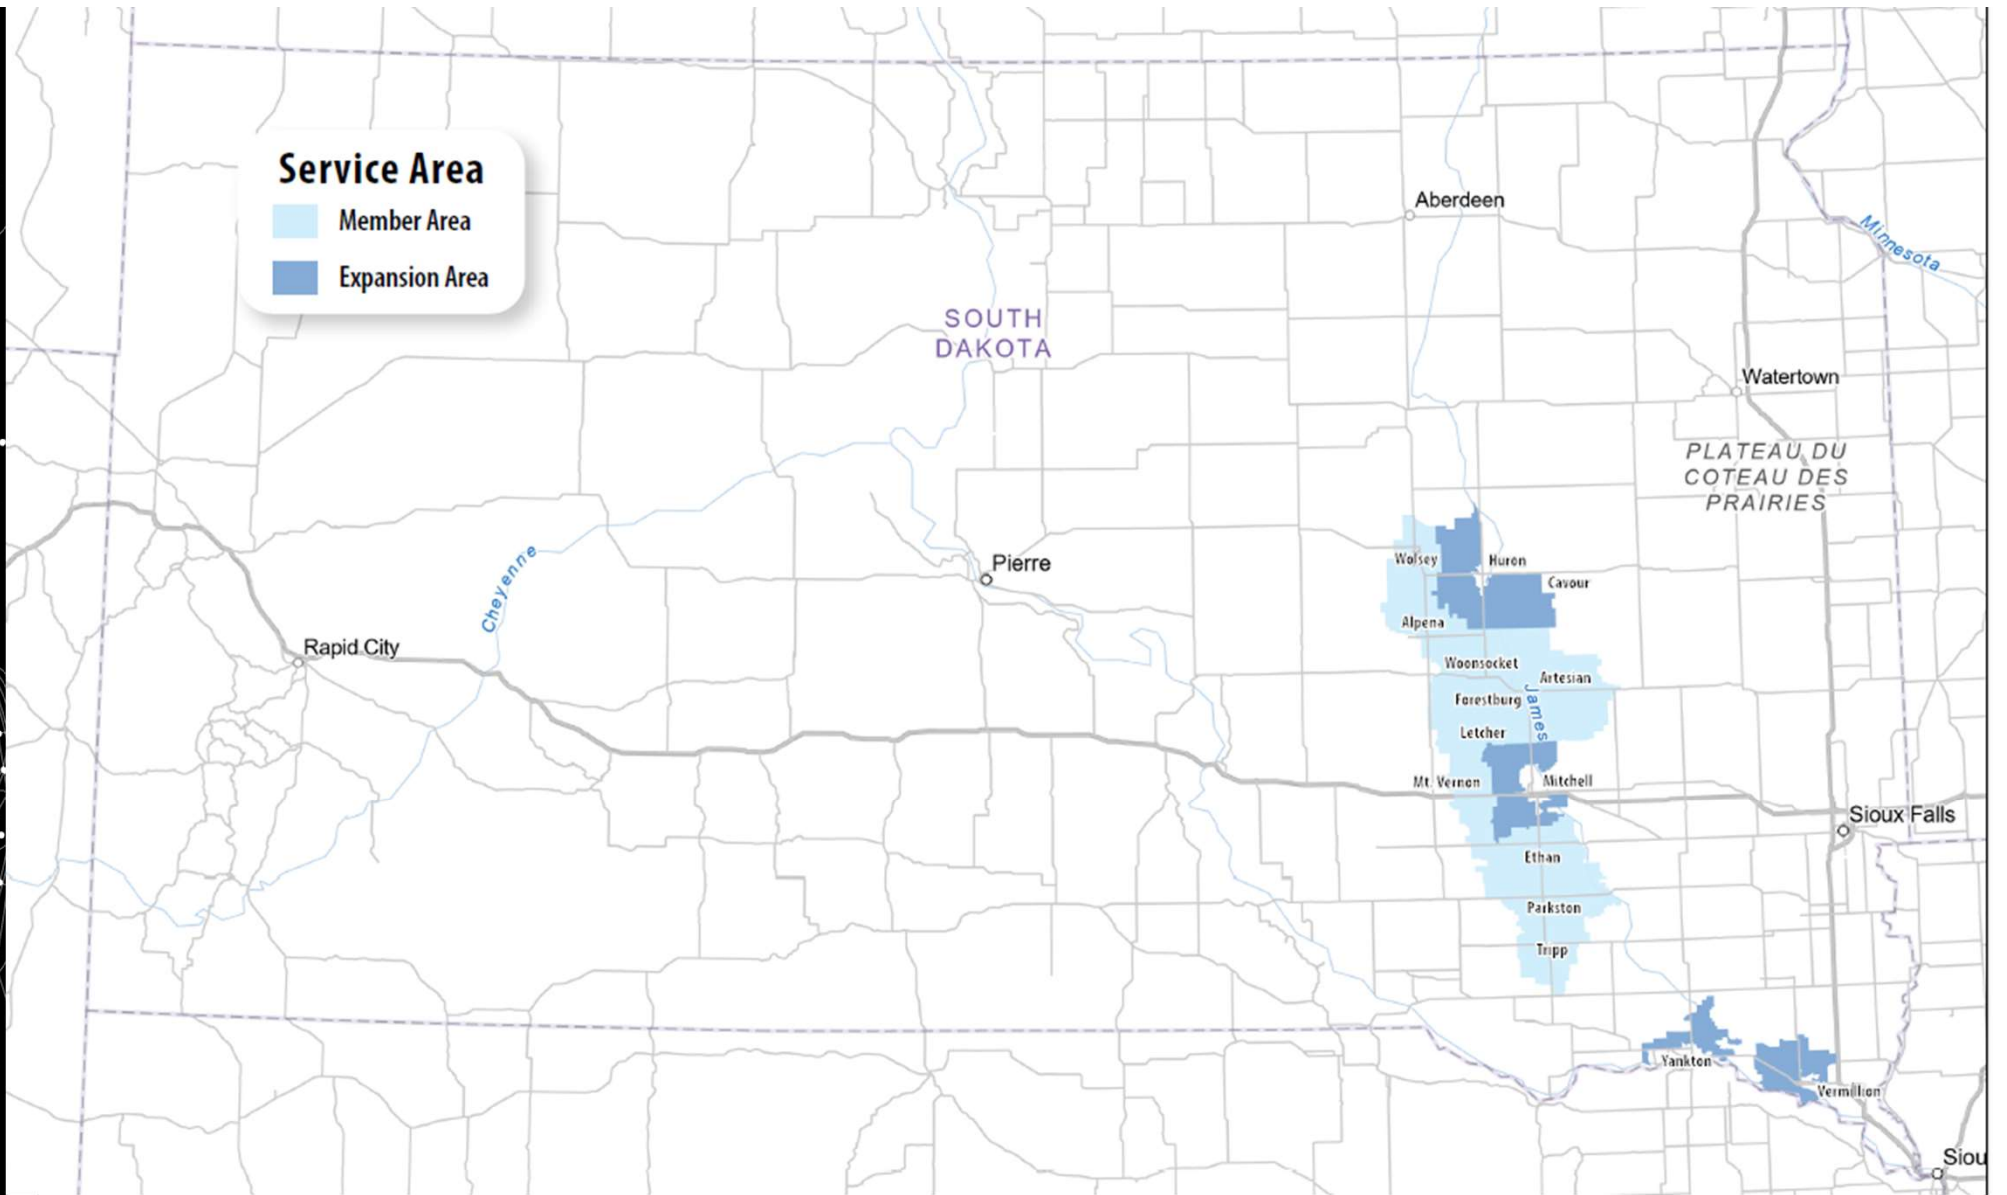 Service Area
Member Area
Expansion Area
Aberdeen
Minnesota
SOUTH
DAKOTA
Watertown
PLATEAU DU
COTEAU DES
PRAIRIES
Cheyenne
Pierre
Wolsey
Huron
Cavour
Alpena
Rapid City
Woonsocket
Artesian
Forestburg
James
Letcher
Mt. Vernon
Mitchell
Sioux Falls
Ethan
Parkston
Tripp
Yankton
Vermillion
Siou